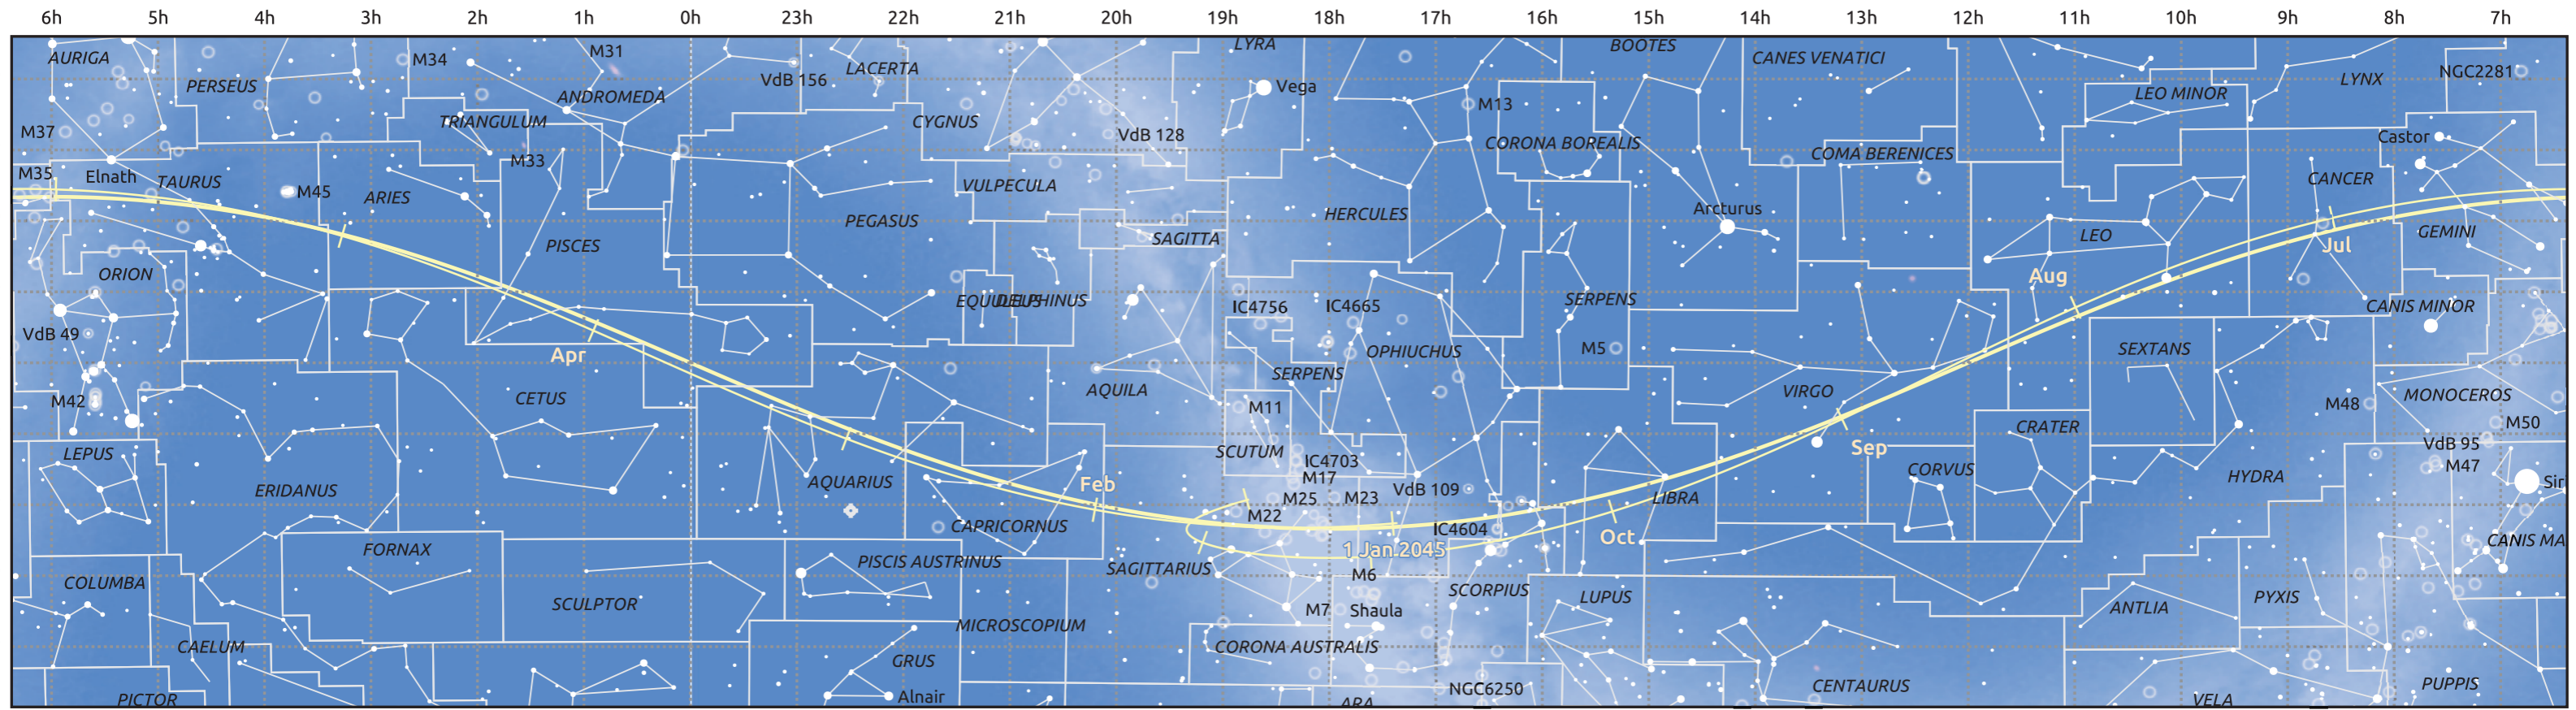 6h 5h 4h 3h 2h 1h 0h 23h 22h 21h 20h 19h 18h 17h 16h 15h 14h 13h 12h 11h 10h 9h 8h 7h
AURIGA
M31
M34
PERSEUS
ANDROMEDA
LACERTA
VdB 156
LYRA
Vega
BOOTES
CANES VENATICI
LYNX
NGC2281
LEO MINOR
M37
TRIANGULUM
M33
CYGNUS
VdB 128
M13
CORONA BOREALIS
COMA BERENICES
Castor
M35
Elnath
TAURUS
M45
ARIES
VULPECULA
CANCER
PISCES
PEGASUS
SAGITTA
HERCULES
Arcturus
LEO
GEMINI
Jul
ORION
EQUULEUS
DELPHINUS
IC4756
IC4665
SERPENS
Aug
CANIS MINOR
VdB 49
Apr
OPHIUCHUS
M5
SEXTANS
M42
CETUS
AQUILA
SERPENS
VIRGO
MONOCEROS
M48
M11
CRATER
M50
LEPUS
SCUTUM
IC4703
M17
Sep
VdB 95
M47
ERIDANUS
AQUARIUS
Feb
M25
M23
VdB 109
LIBRA
CORVUS
HYDRA
Sir
CAPRICORNUS
M22
IC4604
Oct
FORNAX
1 Jan 2045
CANIS MA
COLUMBA
PISCIS AUSTRINUS
SAGITTARIUS
M6
SCORPIUS
SCULPTOR
M7
Shaula
LUPUS
ANTLIA
PYXIS
CAELUM
MICROSCOPIUM
CORONA AUSTRALIS
GRUS
Alnair
NGC6250
CENTAURUS
PUPPIS
PICTOR
ARA
VELA